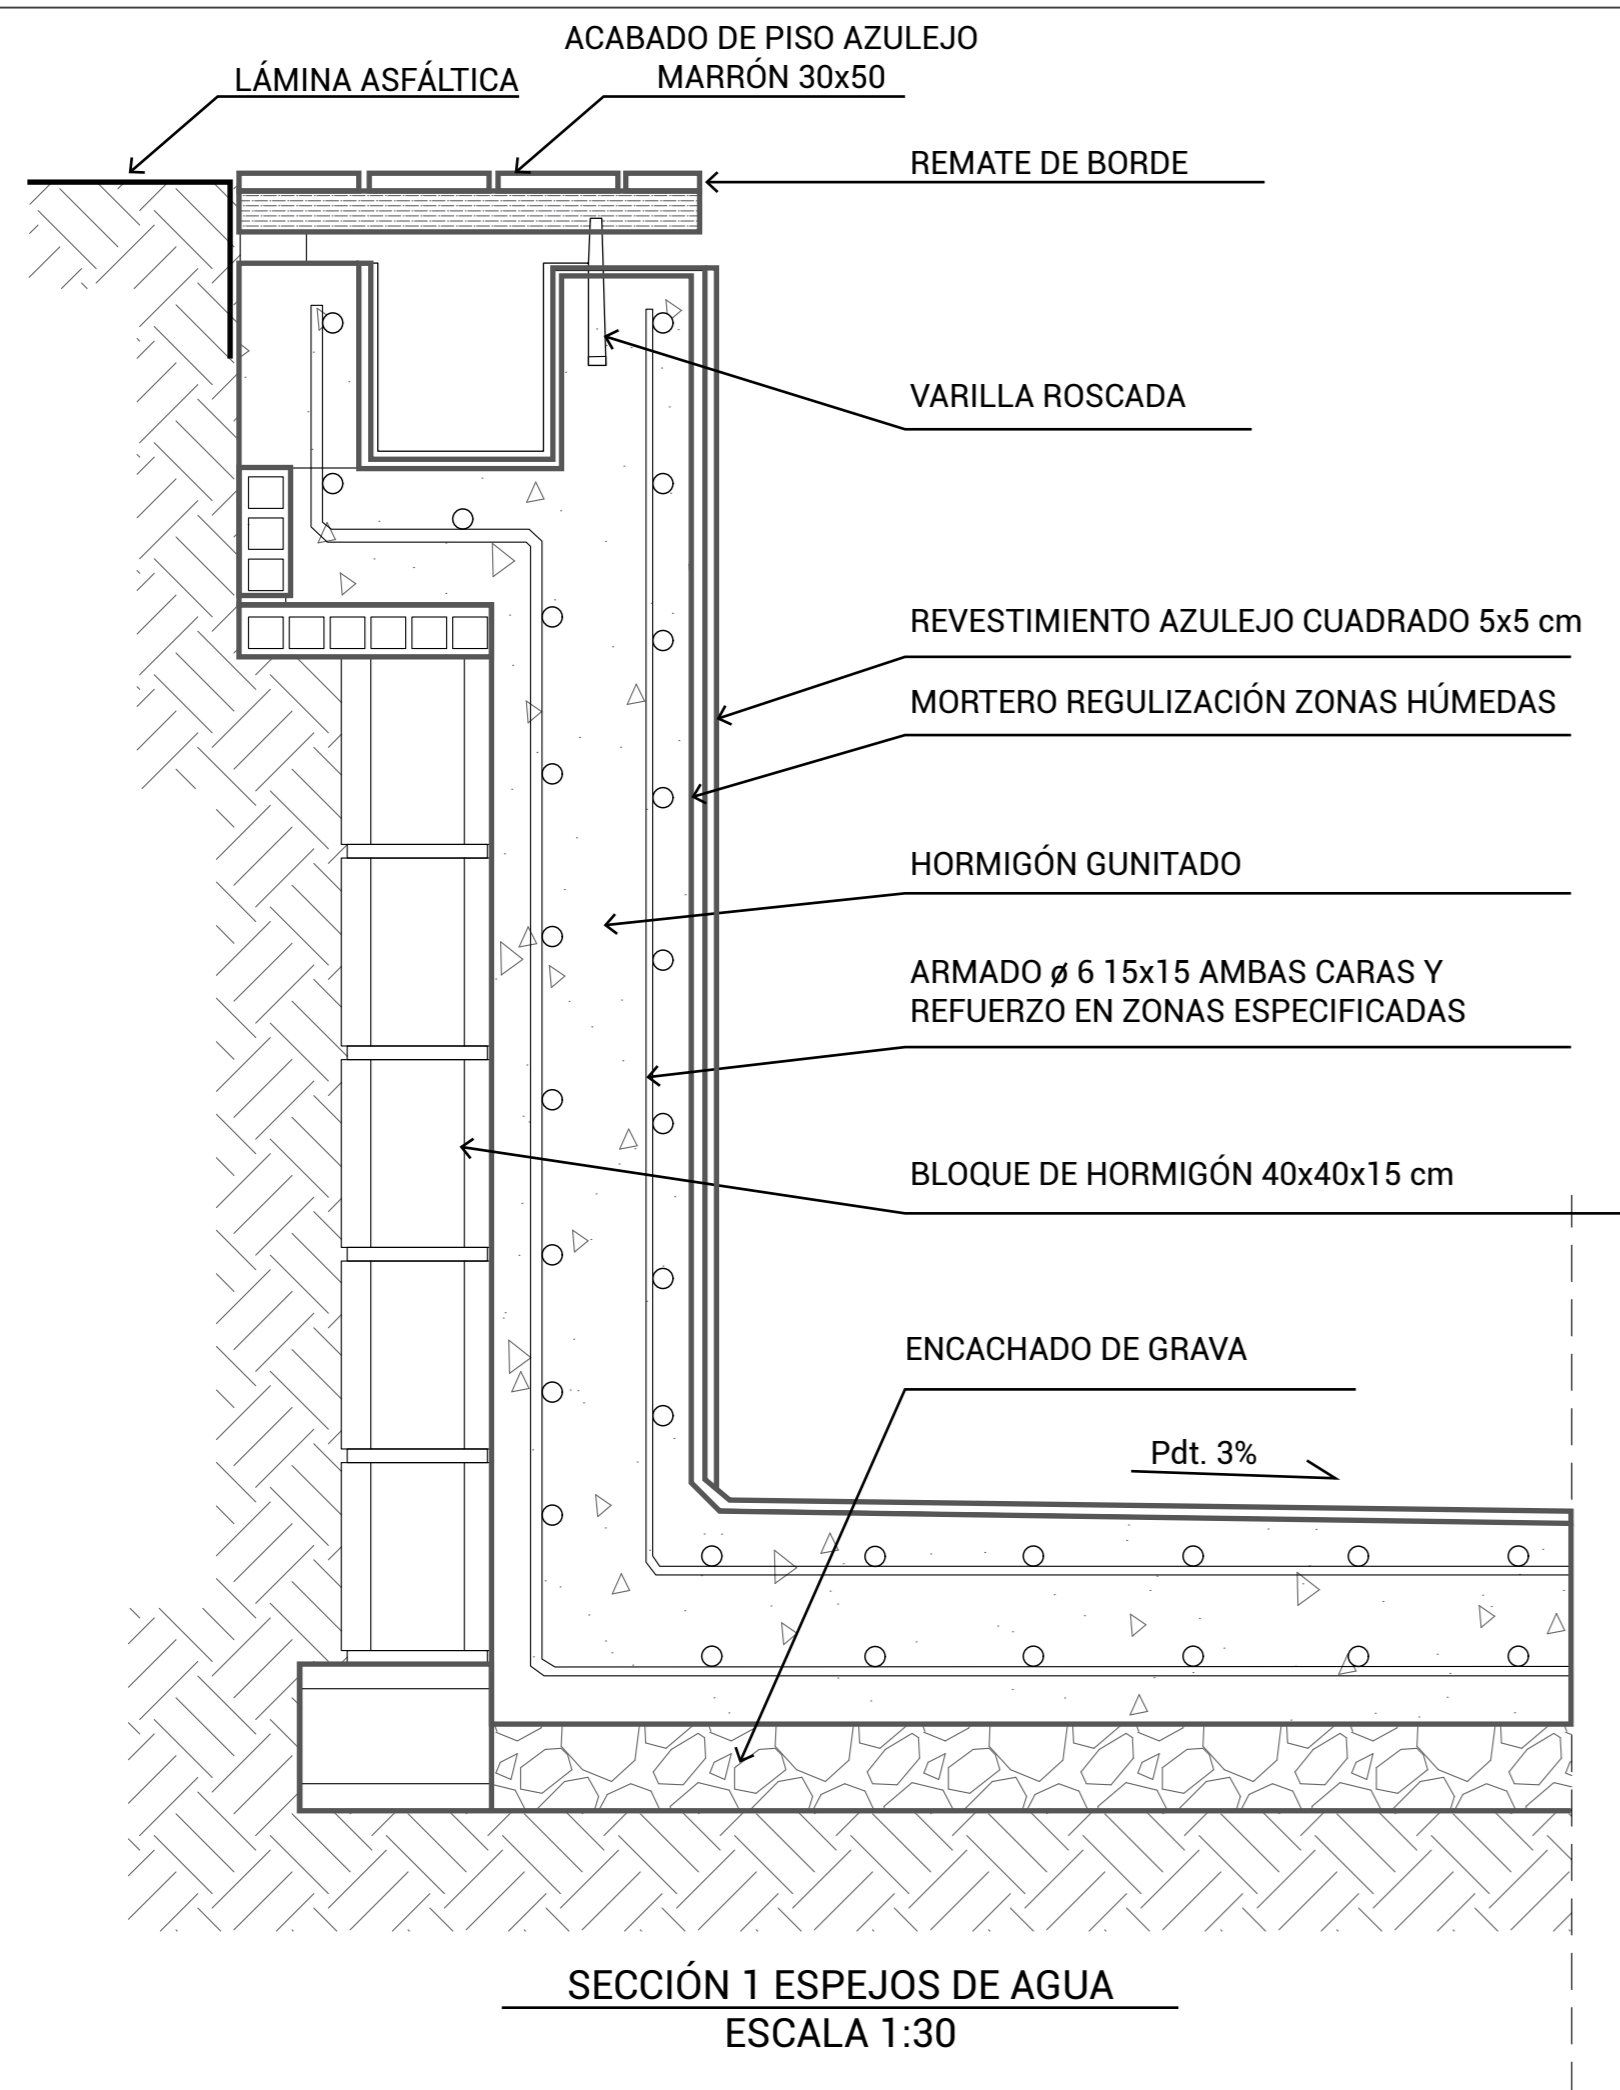 ACABADO DE PISO AZULEJO
MARRÓN 30x50
LÁMINA ASFÁLTICA
REMATE DE BORDE
VARILLA ROSCADA
REVESTIMIENTO AZULEJO CUADRADO 5x5 cm
MORTERO REGULIZACIÓN ZONAS HÚMEDAS
HORMIGÓN GUNITADO
ARMADO ø 6 15x15 AMBAS CARAS Y
REFUERZO EN ZONAS ESPECIFICADAS
BLOQUE DE HORMIGÓN 40x40x15 cm
ENCACHADO DE GRAVA
Pdt. 3%
SECCIÓN 1 ESPEJOS DE AGUA
ESCALA 1:30